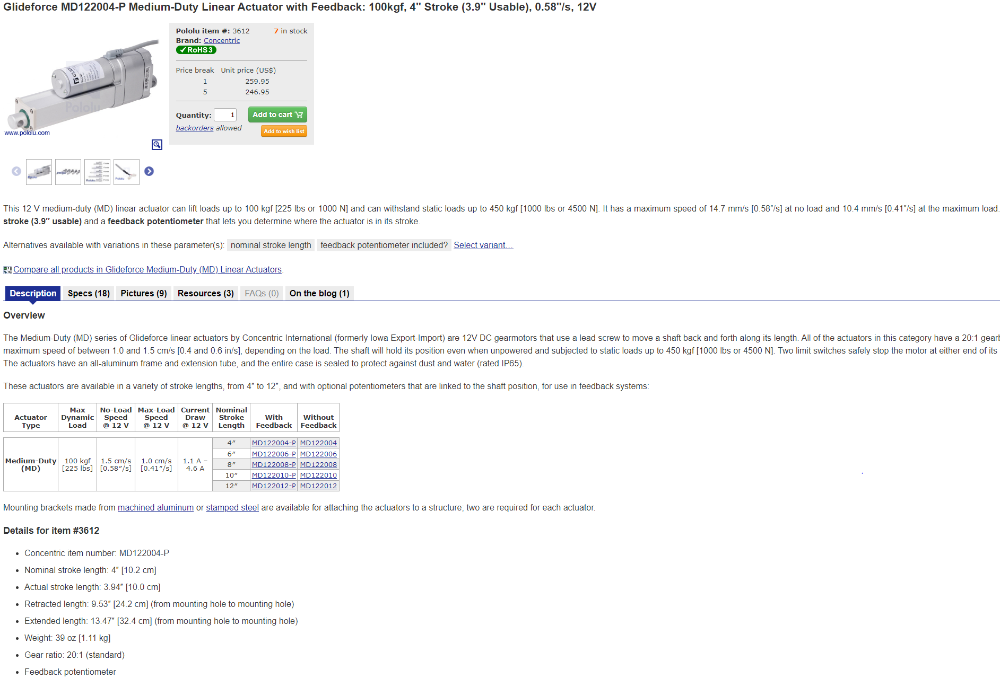 Glideforce MD122004-P Medium-Duty Linear Actuator with Feedback: 100kgf, 4" Stroke (3.9" Usable), 0.58"/s, 12V
Pololu item #: 3612 7 in stock
Brand: Concentric
✓RoHS 3
Price break Unit price (US$)
1 259.95
5 246.95
Quantity: 1 Add to cart
backorders allowed Add to wish list
Pololu
www.pololu.com
This 12 V medium-duty (MD) linear actuator can lift loads up to 100 kgf [225 lbs or 1000 N] and can withstand static loads up to 450 kgf [1000 lbs or 4500 N]. It has a maximum speed of 14.7 mm/s [0.58″/s] at no load and 10.4 mm/s [0.41″/s] at the maximum load.
stroke (3.9″ usable) and a feedback potentiometer that lets you determine where the actuator is in its stroke.
Alternatives available with variations in these parameter(s): nominal stroke length feedback potentiometer included? Select variant…
Compare all products in Glideforce Medium-Duty (MD) Linear Actuators.
Description Specs (18) Pictures (9) Resources (3) FAQs (0) On the blog (1)
Overview
The Medium-Duty (MD) series of Glideforce linear actuators by Concentric International (formerly Iowa Export-Import) are 12V DC gearmotors that use a lead screw to move a shaft back and forth along its length. All of the actuators in this category have a 20:1 gear
maximum speed of between 1.0 and 1.5 cm/s [0.4 and 0.6 in/s], depending on the load. The shaft will hold its position even when unpowered and subjected to static loads up to 450 kgf [1000 lbs or 4500 N]. Two limit switches safely stop the motor at either end of its
The actuators have an all-aluminum frame and extension tube, and the entire case is sealed to protect against dust and water (rated IP65).
These actuators are available in a variety of stroke lengths, from 4″ to 12″, and with optional potentiometers that are linked to the shaft position, for use in feedback systems:
Actuator Type Max Dynamic Load No-Load Speed @ 12 V Max-Load Speed @ 12 V Current Draw @ 12 V Nominal Stroke Length With Feedback Without Feedback
Medium-Duty (MD) 100 kgf [225 lbs] 1.5 cm/s [0.58″/s] 1.0 cm/s [0.41″/s] 1.1 A – 4.6 A
4″ MD122004-P MD122004
6″ MD122006-P MD122006
8″ MD122008-P MD122008
10″ MD122010-P MD122010
12″ MD122012-P MD122012
Mounting brackets made from machined aluminum or stamped steel are available for attaching the actuators to a structure; two are required for each actuator.
Details for item #3612
• Concentric item number: MD122004-P
• Nominal stroke length: 4″ [10.2 cm]
• Actual stroke length: 3.94″ [10.0 cm]
• Retracted length: 9.53″ [24.2 cm] (from mounting hole to mounting hole)
• Extended length: 13.47″ [32.4 cm] (from mounting hole to mounting hole)
• Weight: 39 oz [1.11 kg]
• Gear ratio: 20:1 (standard)
• Feedback potentiometer